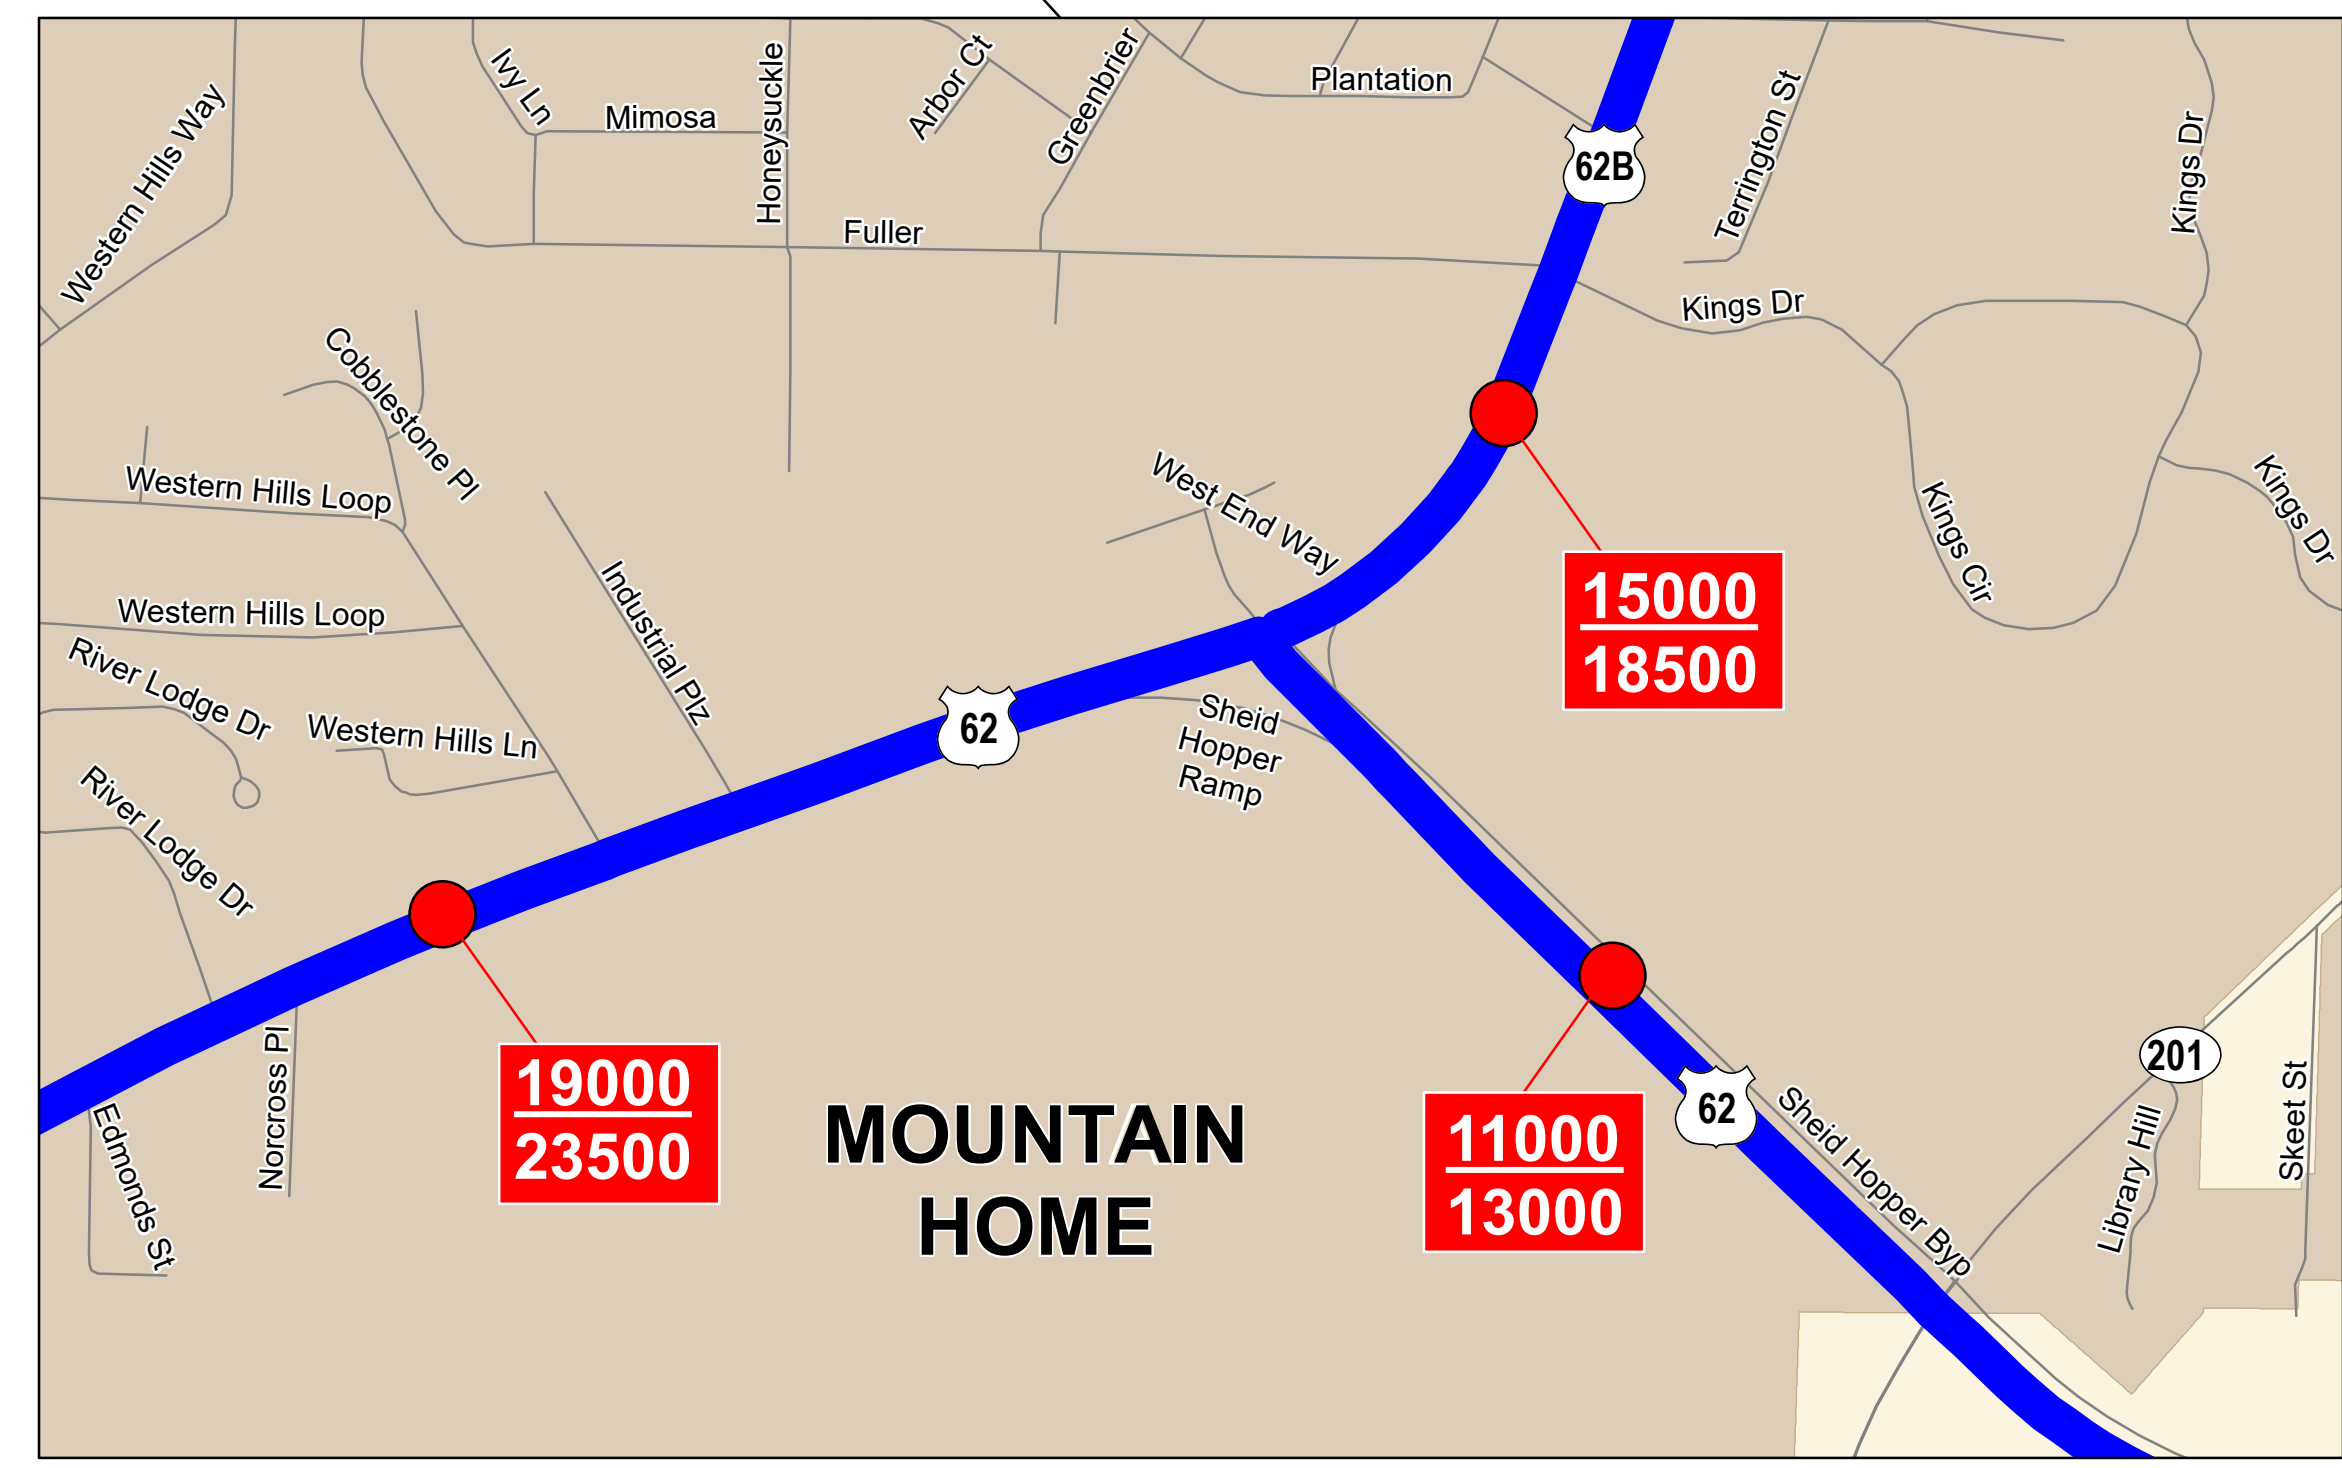 Ivy Ln
Honeysuckle
Arbor Ct
Greenbrier
Plantation
Western Hills Way
Mimosa
62B
Terrington St
Kings Dr
Fuller
Kings Dr
Cobblestone Pl
West End Way
Western Hills Loop
Kings Cir
Kings Dr
Industrial Plz
Western Hills Loop
15000
18500
River Lodge Dr
Western Hills Ln
62
Sheid
Hopper
Ramp
River Lodge Dr
19000
23500
Norcross Pl
Edmonds St
MOUNTAIN
HOME
11000
13000
62
Sheid Hopper Byp
201
Library Hill
Skeet St